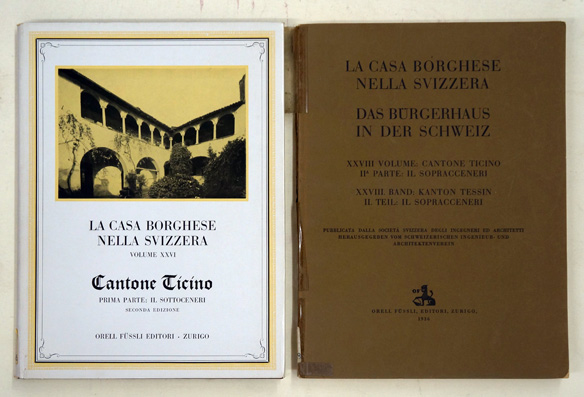 LA CASA BORGHESE
NELLA SVIZZERA
VOLUME XXVI
Cantone Ticino
PRIMA PARTE: IL SOTTOCENERI
SECONDA EDIZIONE
ORELL FÜSSLI EDITORI - ZURIGO
LA CASA BORGHESE
NELLA SVIZZERA
DAS BÜRGERHAUS
IN DER SCHWEIZ
XXVIII VOLUME: CANTONE TICINO
IIª PARTE: IL SOPRACCENERI
XXVIII. BAND: KANTON TESSIN
II. TEIL: IL SOPRACCENERI
PUBBLICATA DALLA SOCIETÀ SVIZZERA DEGLI INGEGNERI ED ARCHITETTI
HERAUSGEGEBEN VOM SCHWEIZERISCHEN INGENIEUR- UND
ARCHITEKTENVEREIN
ORELL FÜSSLI, EDITORI, ZURIGO,
1936